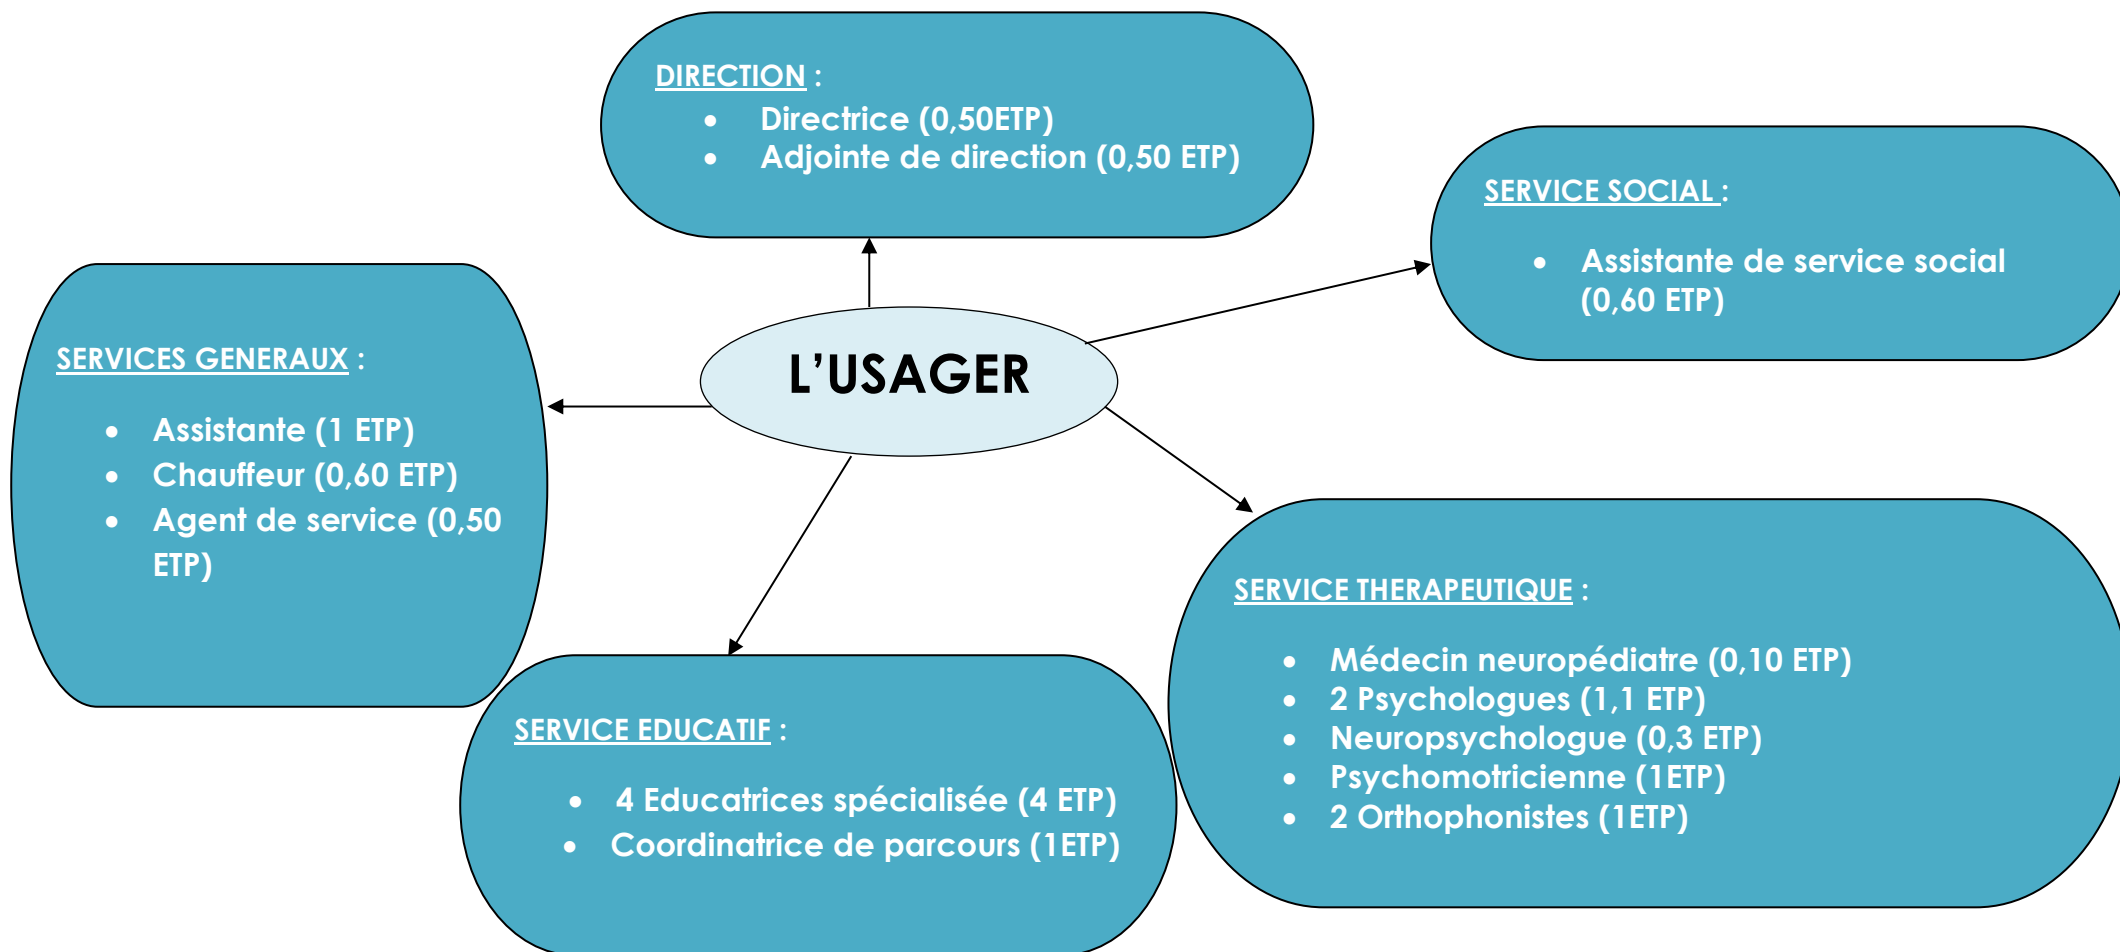 DIRECTION :
• Directrice (0,50ETP)
• Adjointe de direction (0,50 ETP)
SERVICE SOCIAL :
• Assistante de service social
(0,60 ETP)
L’USAGER
SERVICES GENERAUX :
• Assistante (1 ETP)
• Chauffeur (0,60 ETP)
• Agent de service (0,50
ETP)
SERVICE THERAPEUTIQUE :
• Médecin neuropédiatre (0,10 ETP)
• 2 Psychologues (1,1 ETP)
• Neuropsychologue (0,3 ETP)
• Psychomotricienne (1ETP)
• 2 Orthophonistes (1ETP)
SERVICE EDUCATIF :
• 4 Educatrices spécialisée (4 ETP)
• Coordinatrice de parcours (1ETP)